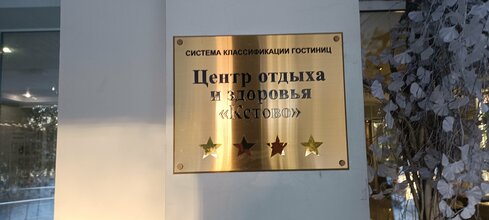 СИСТЕМА КЛАССИФИКАЦИИ ГОСТИНИЦ
Центр отдыха
и здоровья
«Кстово»